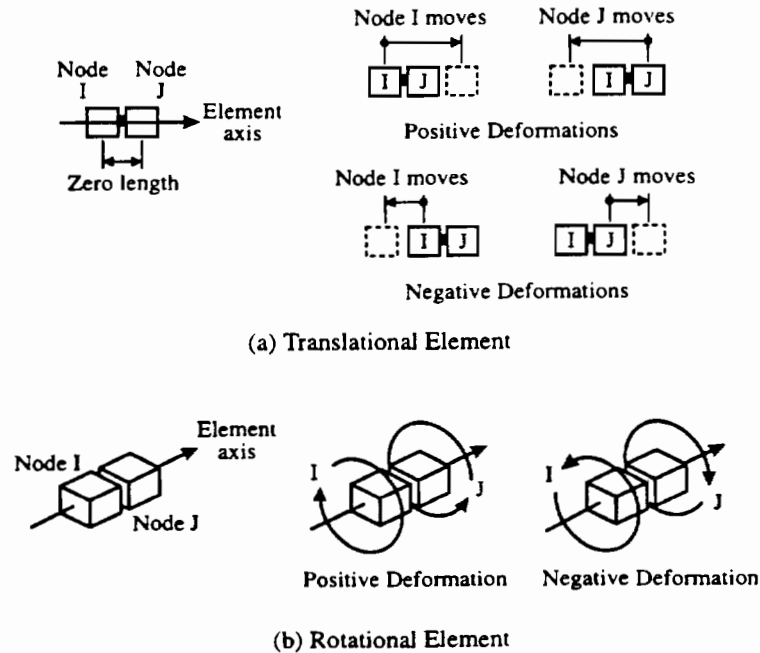 Node I moves
Node J moves
Node I
Node J
Element axis
I J
I J
Zero length
Positive Deformations
Node I moves
Node J moves
I J
I J
Negative Deformations
(a) Translational Element
Element axis
Node I
Node J
I
J
I
J
Positive Deformation
Negative Deformation
(b) Rotational Element